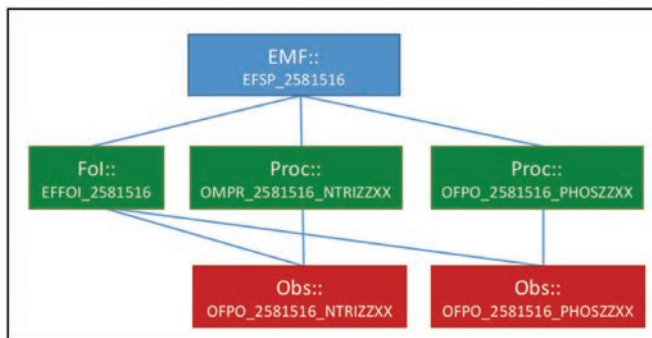 EMF::
EFSP_2581516
FoI::
EFFOI_2581516
Proc::
OMPR_2581516_NTRIZZXX
Proc::
OFPO_2581516_PHOSZZXX
Obs::
OFPO_2581516_NTRIZZXX
Obs::
OFPO_2581516_PHOSZZXX